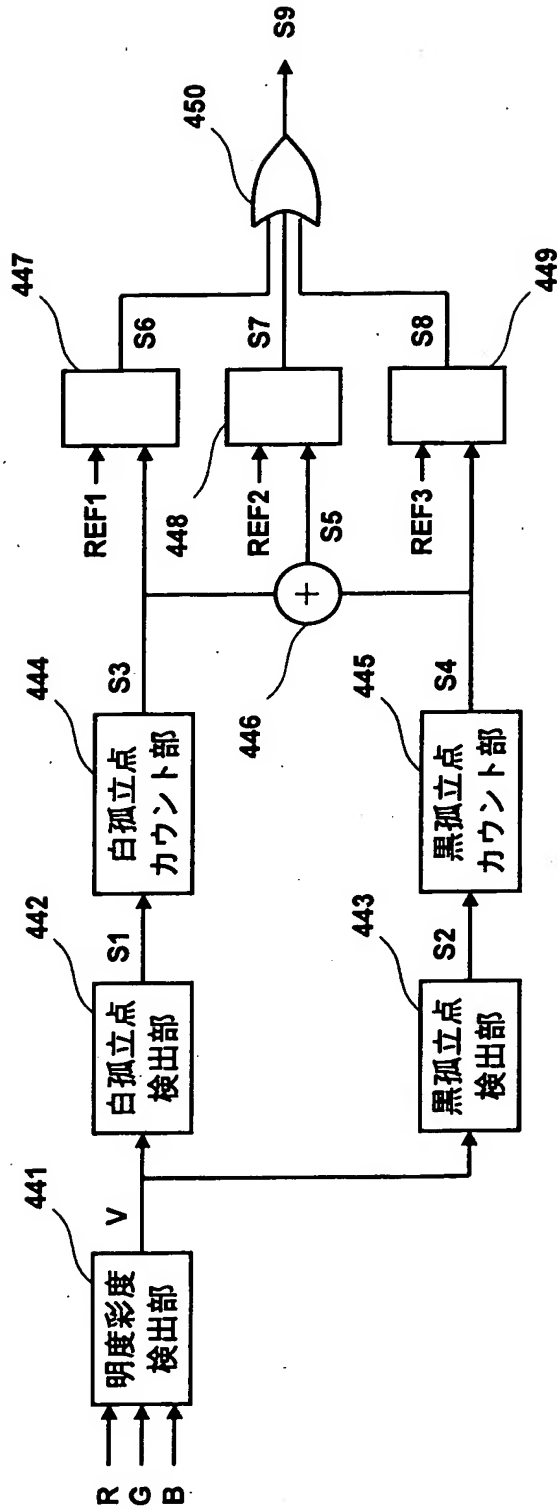 R
G
B
441
明度彩度
検出部
V
442
白孤立点
検出部
S1
444
白孤立点
カウント部
S3
443
黒孤立点
検出部
S2
445
黒孤立点
カウント部
S4
446
+
S5
REF1
447
S6
REF2
448
S7
REF3
449
S8
450
S9